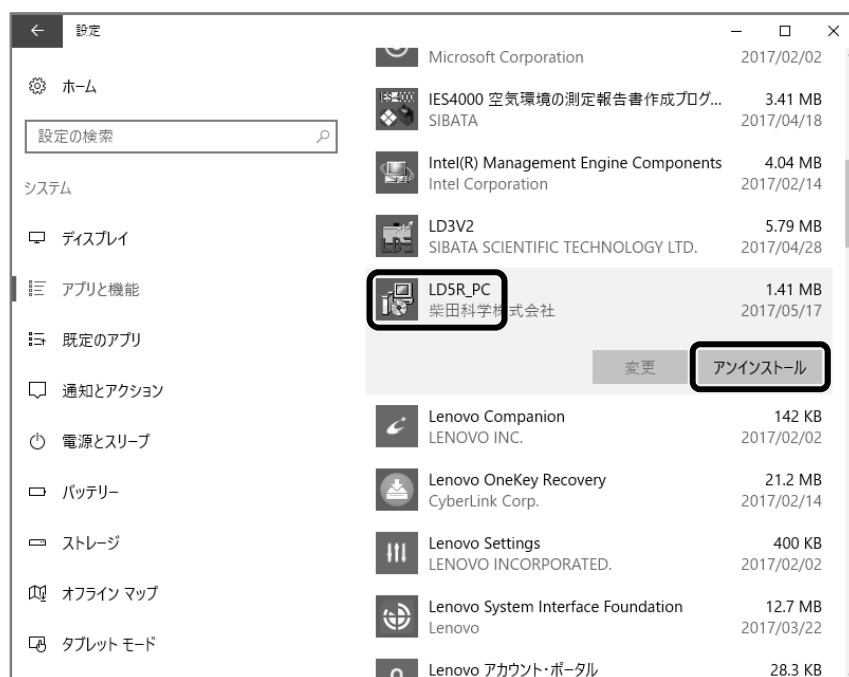 設定
ホーム
設定の検索
システム
ディスプレイ
アプリと機能
既定のアプリ
通知とアクション
電源とスリープ
バッテリー
ストレージ
オフライン マップ
タブレット モード
Microsoft Corporation 2017/02/02
IES-4000
IES4000 空気環境の測定報告書作成プログ... 3.41 MB
SIBATA 2017/04/18
Intel(R) Management Engine Components 4.04 MB
Intel Corporation 2017/02/14
LD3V2 5.79 MB
SIBATA SCIENTIFIC TECHNOLOGY LTD. 2017/04/28
LD5R_PC 1.41 MB
柴田科学株式会社 2017/05/17
変更 アンインストール
Lenovo Companion 142 KB
LENOVO INC. 2017/02/02
Lenovo OneKey Recovery 21.2 MB
CyberLink Corp. 2017/02/14
Lenovo Settings 400 KB
LENOVO INCORPORATED. 2017/02/02
Lenovo System Interface Foundation 12.7 MB
Lenovo 2017/03/22
Lenovo アカウント・ポータル 28.3 KB